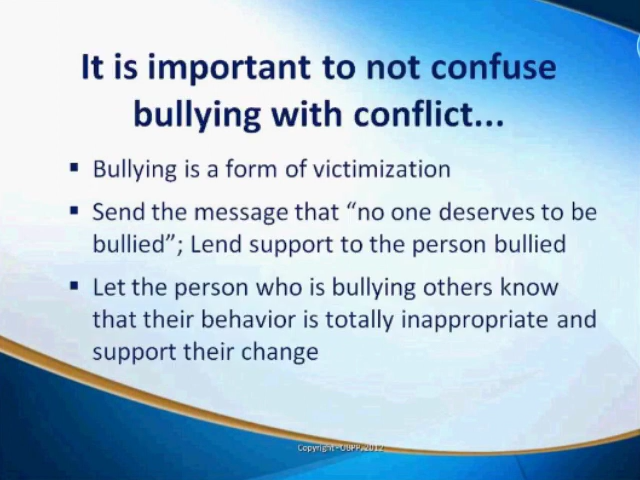 It is important to not confuse
bullying with conflict...
▪ Bullying is a form of victimization
▪ Send the message that “no one deserves to be
bullied”; Lend support to the person bullied
▪ Let the person who is bullying others know
that their behavior is totally inappropriate and
support their change
Copyright